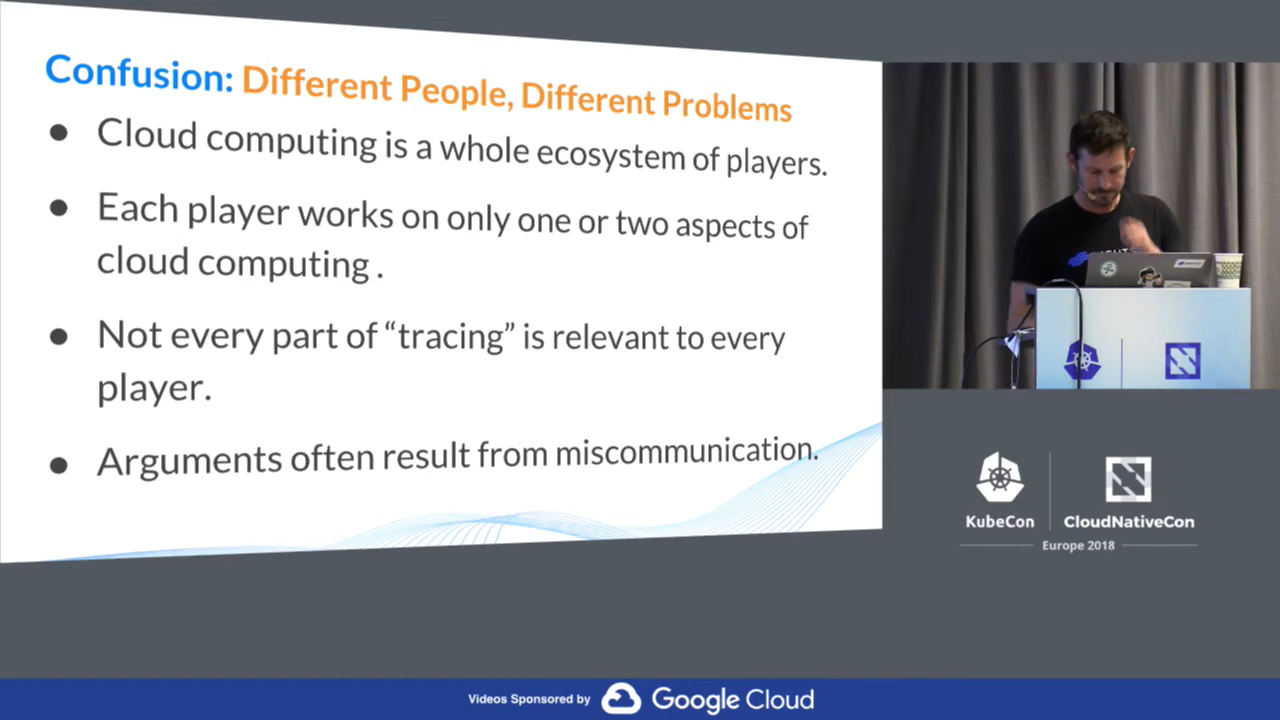 Confusion: Different People, Different Problems
● Cloud computing is a whole ecosystem of players.
● Each player works on only one or two aspects of
cloud computing .
● Not every part of “tracing” is relevant to every
player.
● Arguments often result from miscommunication.
KubeCon
CloudNativeCon
Europe 2018
Videos Sponsored by Google Cloud